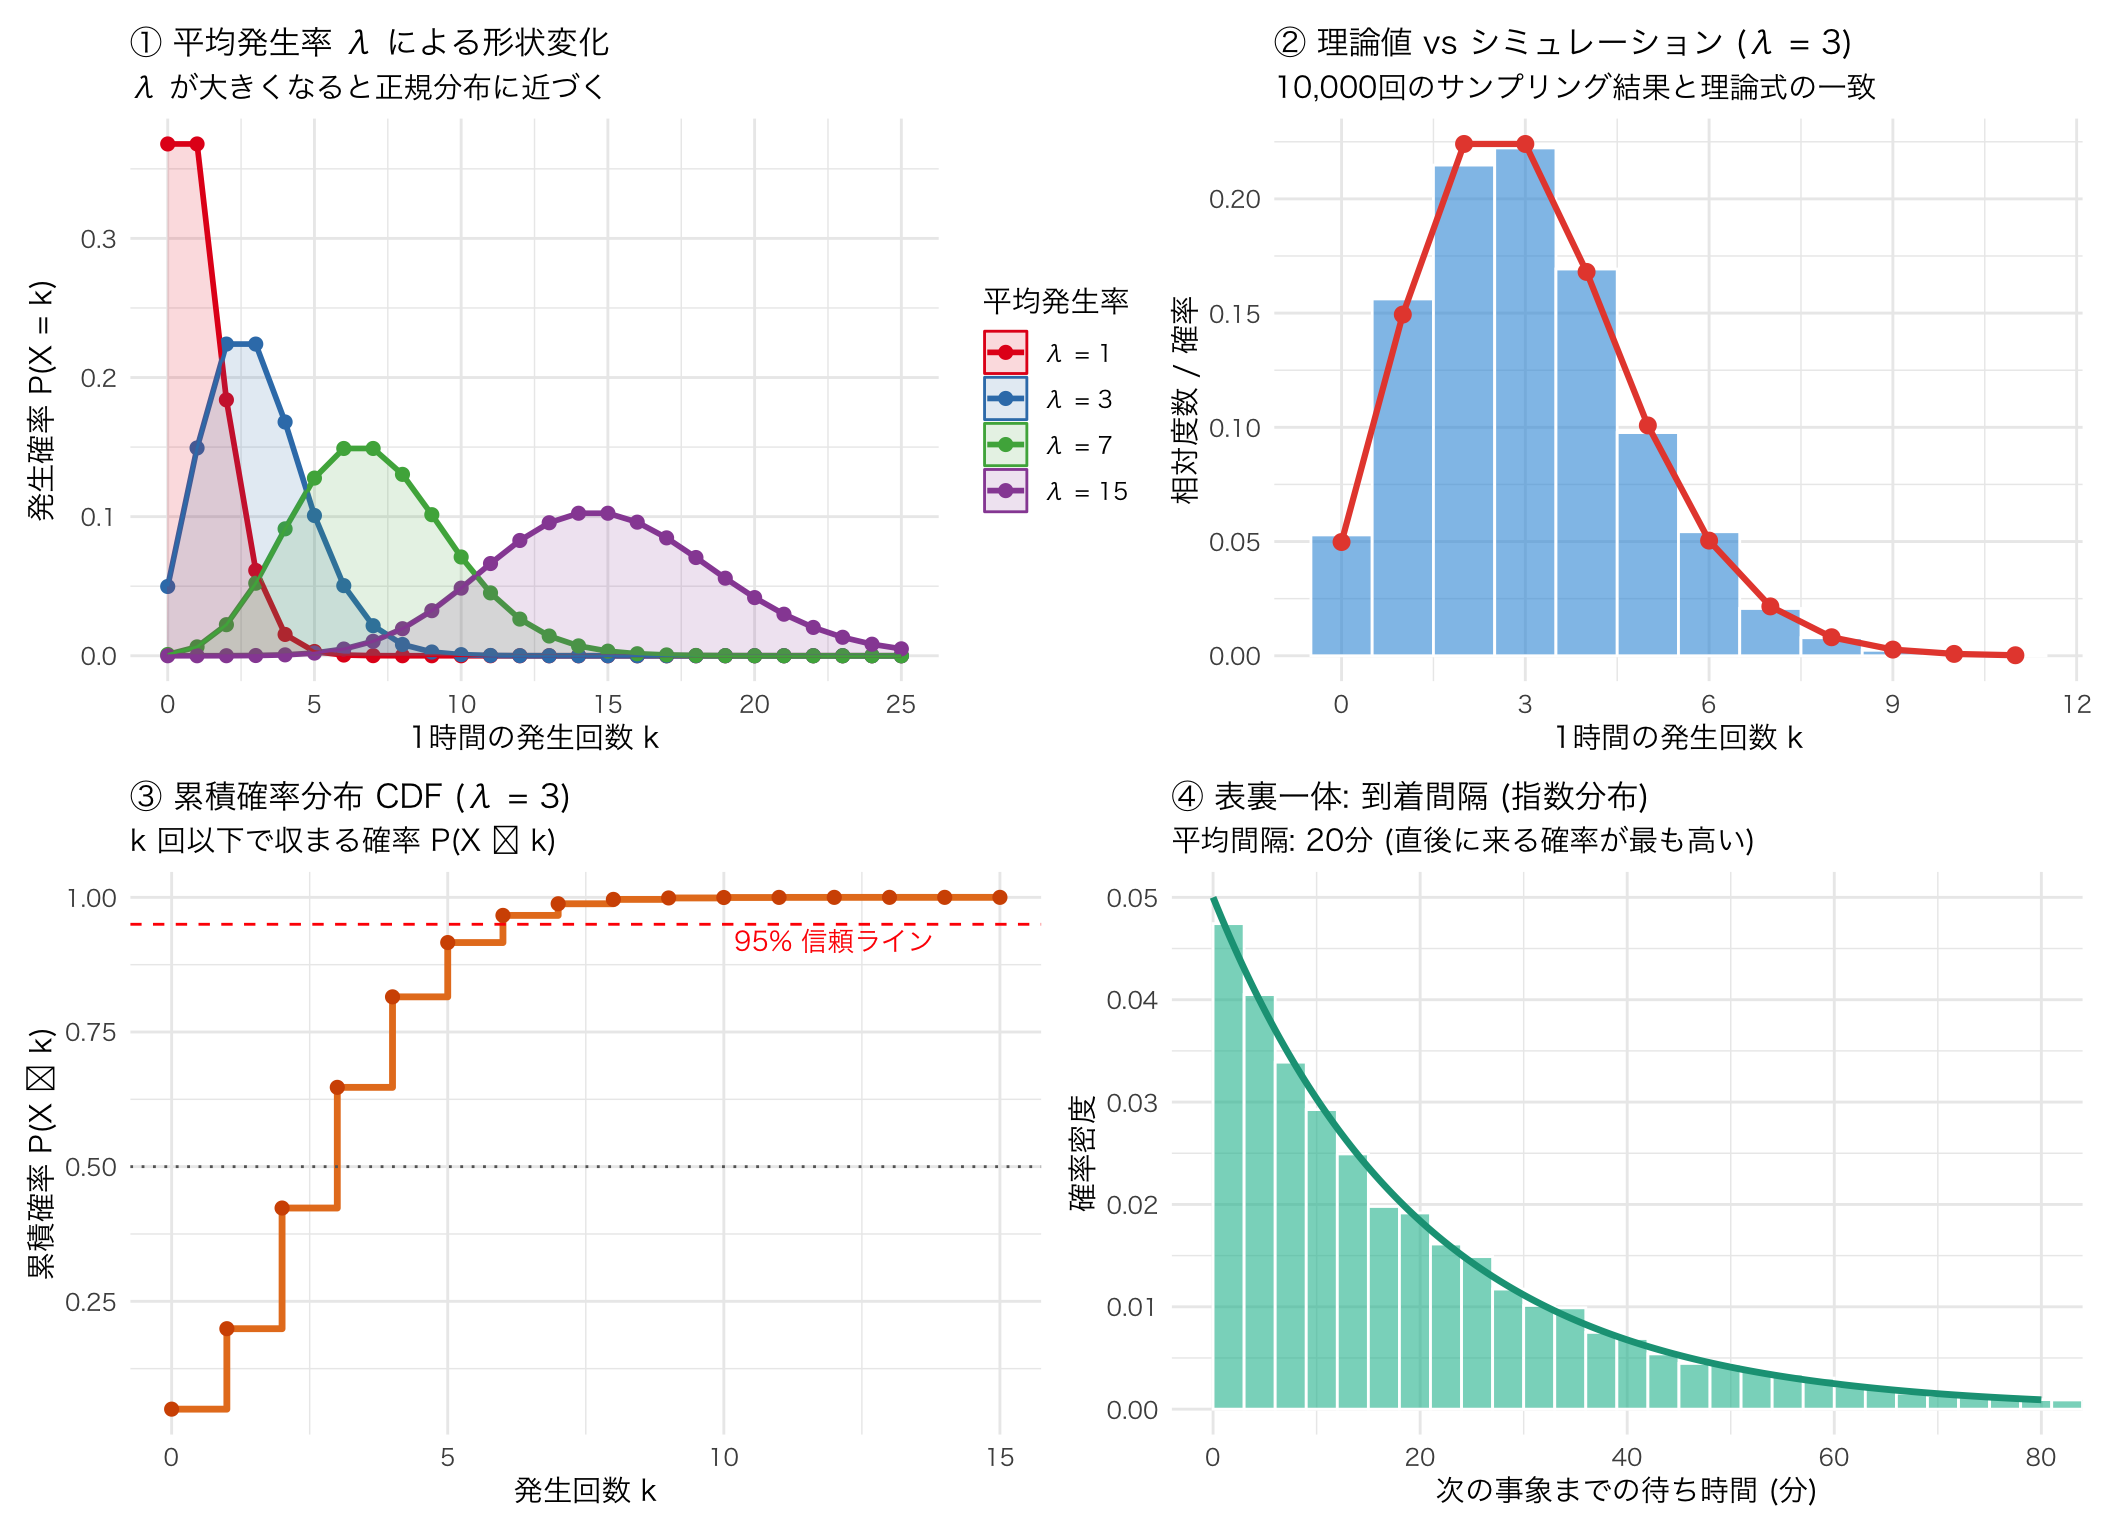 ① 平均発生率 λ による形状変化
λ が大きくなると正規分布に近づく
発生確率 P(X = k)
0.3
0.2
0.1
0.0
0 5 10 15 20 25
1時間の発生回数 k
平均発生率
λ = 1
λ = 3
λ = 7
λ = 15
② 理論値 vs シミュレーション (λ = 3)
10,000回のサンプリング結果と理論式の一致
相対度数 / 確率
0.20
0.15
0.10
0.05
0.00
0 3 6 9 12
1時間の発生回数 k
③ 累積確率分布 CDF (λ = 3)
k 回以下で収まる確率 P(X ☒ k)
累積確率 P(X ☒ k)
1.00
0.75
0.50
0.25
95% 信頼ライン
0 5 10 15
発生回数 k
④ 表裏一体: 到着間隔 (指数分布)
平均間隔: 20分 (直後に来る確率が最も高い)
確率密度
0.05
0.04
0.03
0.02
0.01
0.00
0 20 40 60 80
次の事象までの待ち時間 (分)